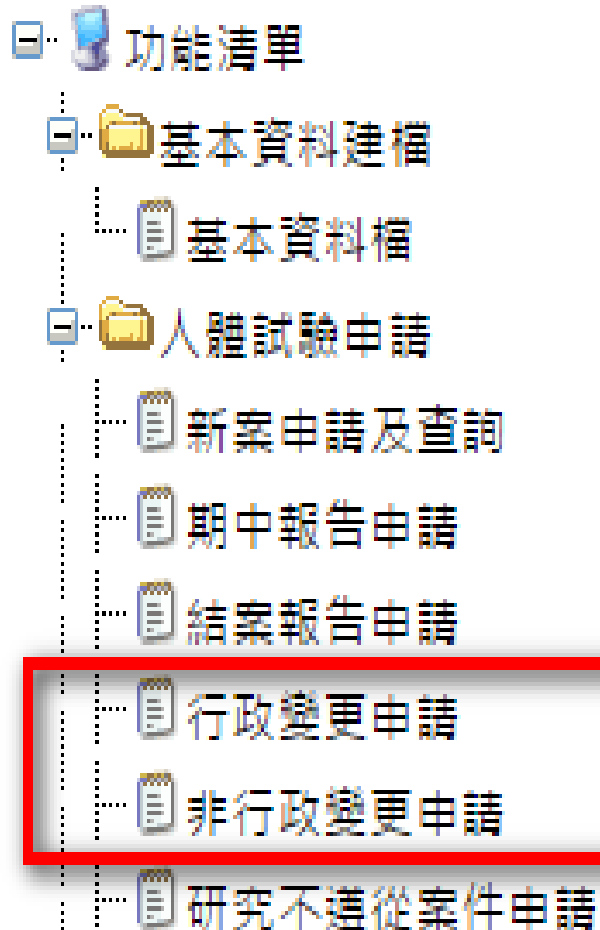 功能清單
基本資料建檔
基本資料檔
人體試驗申請
新案申請及查詢
期中報告申請
結案報告申請
行政變更申請
非行政變更申請
研究不遵從案件申請